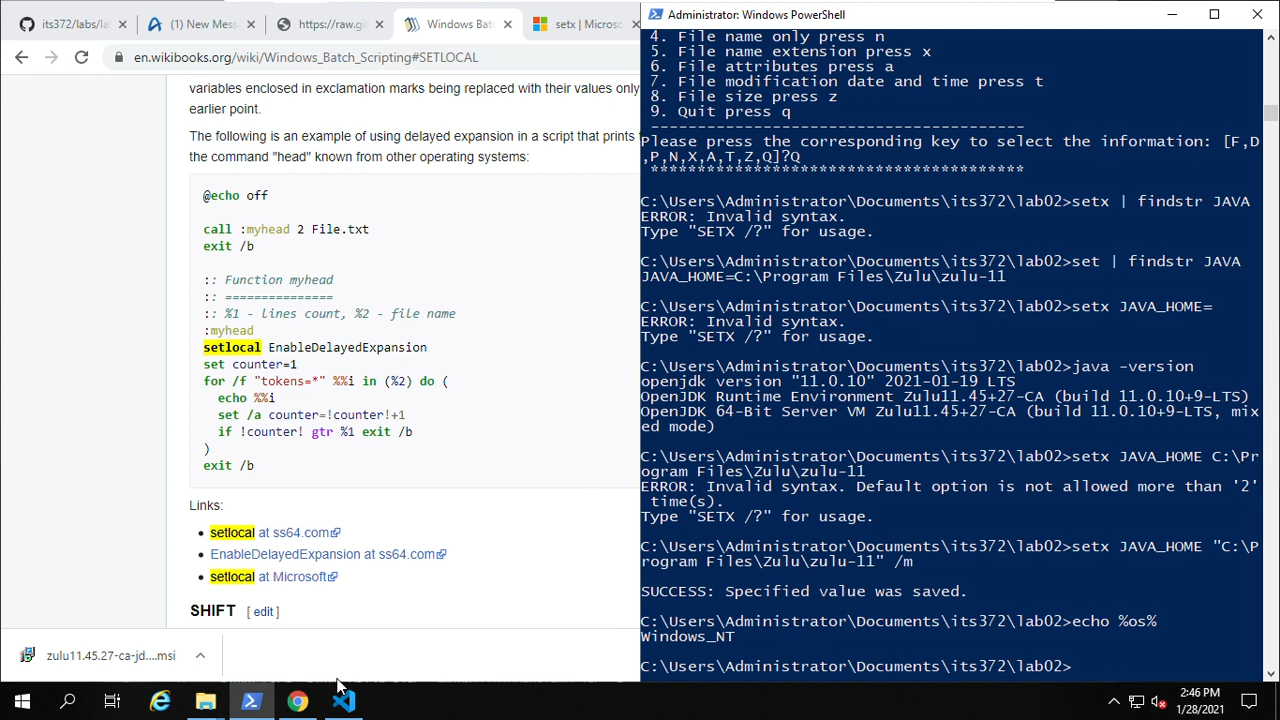 its372/labs/la
(1) New Mess
https://raw.gi
Windows Bat
setx | Microso
en.wikibooks.org/wiki/Windows_Batch_Scripting#SETLOCAL
variables enclosed in exclamation marks being replaced with their values only
earlier point.
The following is an example of using delayed expansion in a script that prints
the command "head" known from other operating systems:
@echo off
call :myhead 2 File.txt
exit /b
:: Function myhead
:: ===============
:: %1 - lines count, %2 - file name
:myhead
setlocal EnableDelayedExpansion
set counter=1
for /f "tokens=*" %%i in (%2) do (
echo %%i
set /a counter=!counter!+1
if !counter! gtr %1 exit /b
)
exit /b
Links:
setlocal at ss64.com
EnableDelayedExpansion at ss64.com
setlocal at Microsoft
SHIFT [ edit ]
zulu11.45.27-ca-jd....msi
Administrator: Windows PowerShell
4. File name only press n
5. File name extension press x
6. File attributes press a
7. File modification date and time press t
8. File size press z
9. Quit press q
----------------------------------------
Please press the corresponding key to select the information: [F,D
,P,N,X,A,T,Z,Q]?Q
****************************************
C:\Users\Administrator\Documents\its372\lab02>setx | findstr JAVA
ERROR: Invalid syntax.
Type "SETX /?" for usage.
C:\Users\Administrator\Documents\its372\lab02>set | findstr JAVA
JAVA_HOME=C:\Program Files\Zulu\zulu-11
C:\Users\Administrator\Documents\its372\lab02>setx JAVA_HOME=
ERROR: Invalid syntax.
Type "SETX /?" for usage.
C:\Users\Administrator\Documents\its372\lab02>java -version
openjdk version "11.0.10" 2021-01-19 LTS
OpenJDK Runtime Environment Zulu11.45+27-CA (build 11.0.10+9-LTS)
OpenJDK 64-Bit Server VM Zulu11.45+27-CA (build 11.0.10+9-LTS, mix
ed mode)
C:\Users\Administrator\Documents\its372\lab02>setx JAVA_HOME C:\Pr
ogram Files\Zulu\zulu-11
ERROR: Invalid syntax. Default option is not allowed more than '2'
time(s).
Type "SETX /?" for usage.
C:\Users\Administrator\Documents\its372\lab02>setx JAVA_HOME "C:\P
rogram Files\Zulu\zulu-11" /m
SUCCESS: Specified value was saved.
C:\Users\Administrator\Documents\its372\lab02>echo %os%
Windows_NT
C:\Users\Administrator\Documents\its372\lab02>
2:46 PM
1/28/2021